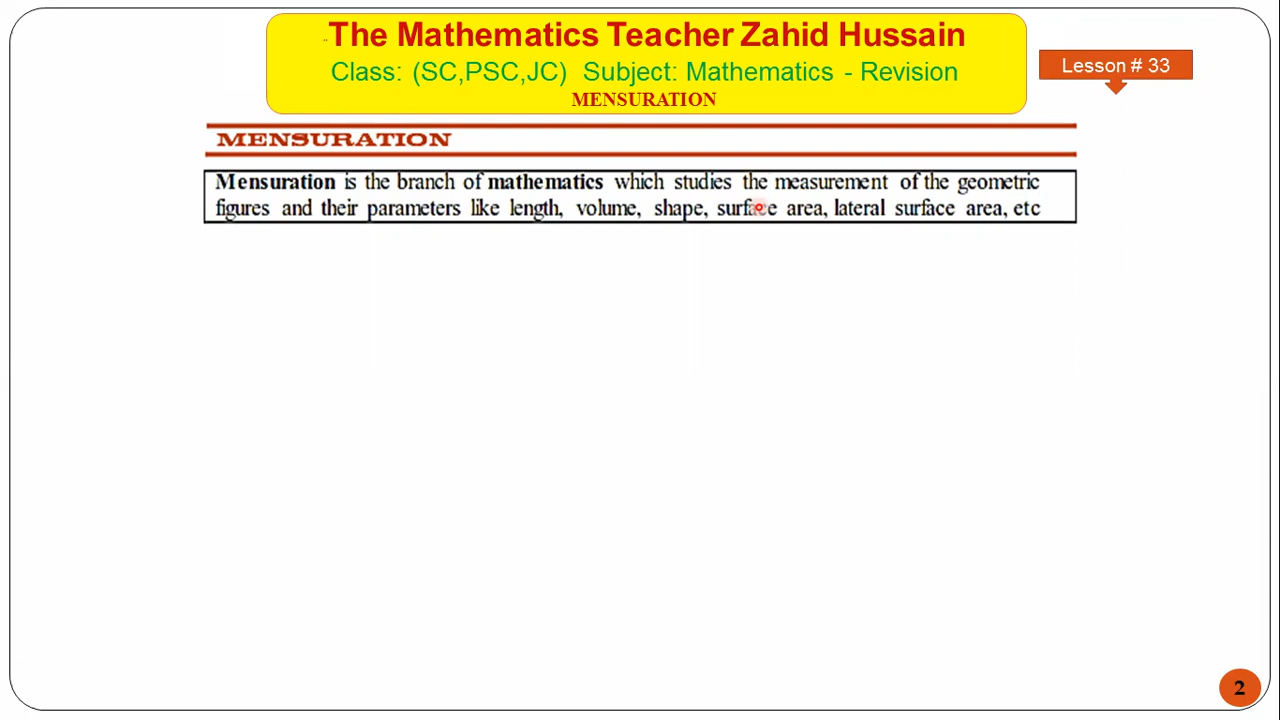 The Mathematics Teacher Zahid Hussain
Class: (SC,PSC,JC) Subject: Mathematics - Revision
MENSURATION
Lesson # 33
MENSURATION
Mensuration is the branch of mathematics which studies the measurement of the geometric
figures and their parameters like length, volume, shape, surface area, lateral surface area, etc
2